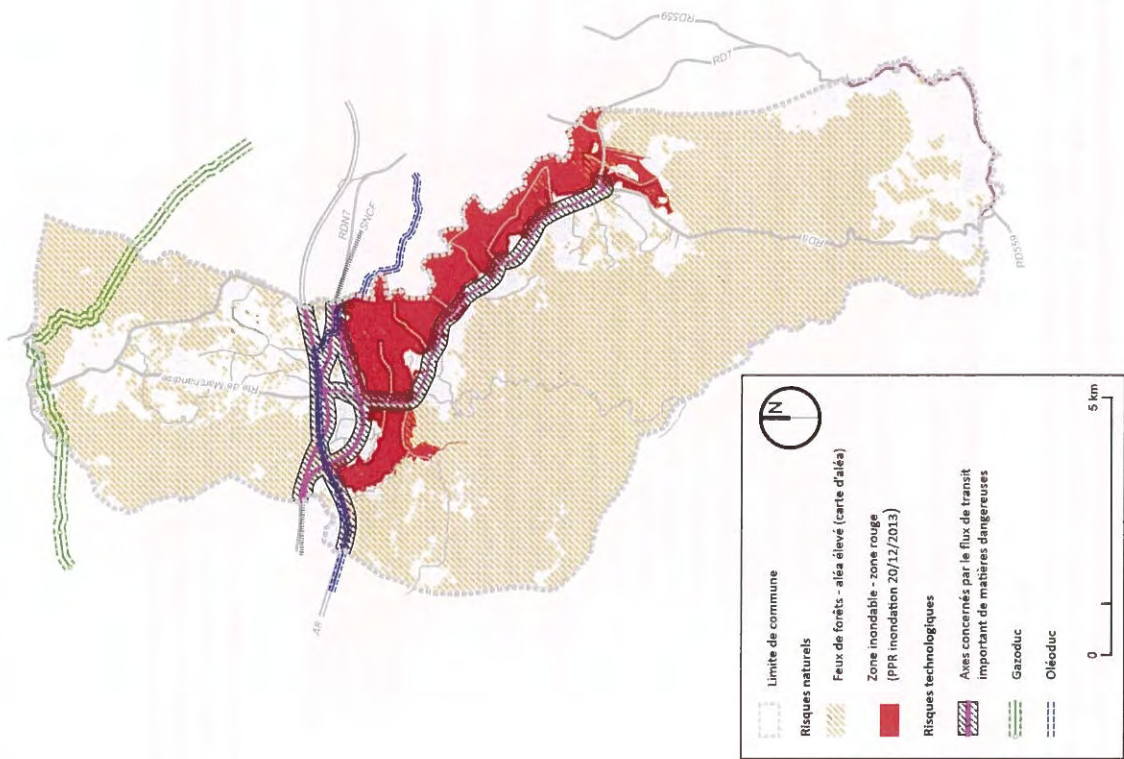 RD559
RD7
RDN7
SNCF
Rte de Marchandise
RD8
RD559
A8
N
Limite de commune
Risques naturels
Feux de forêts - aléa élevé (carte d'aléa)
Zone inondable - zone rouge
(PPR inondation 20/12/2013)
Risques technologiques
Axes concernés par le flux de transit
important de matières dangereuses
Gazoduc
Oléoduc
0
5 km